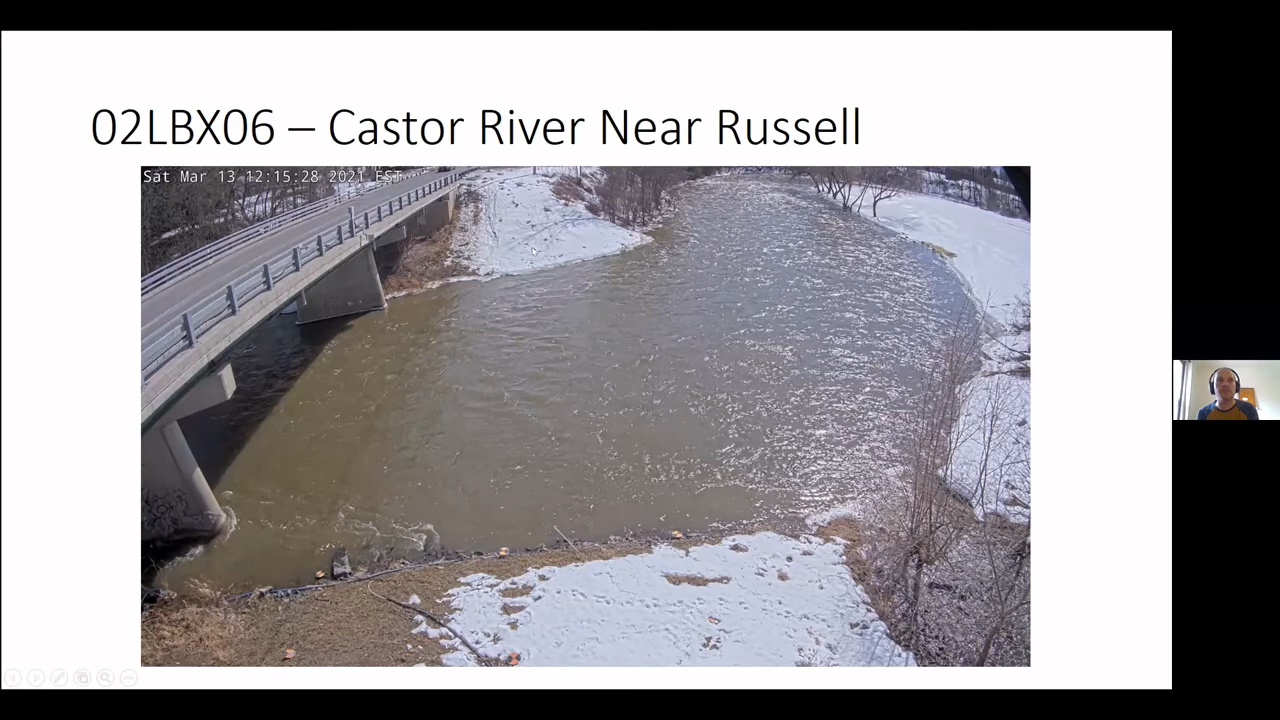 02LBX06 – Castor River Near Russell
Sat Mar 13 12:15:28 2021 EST